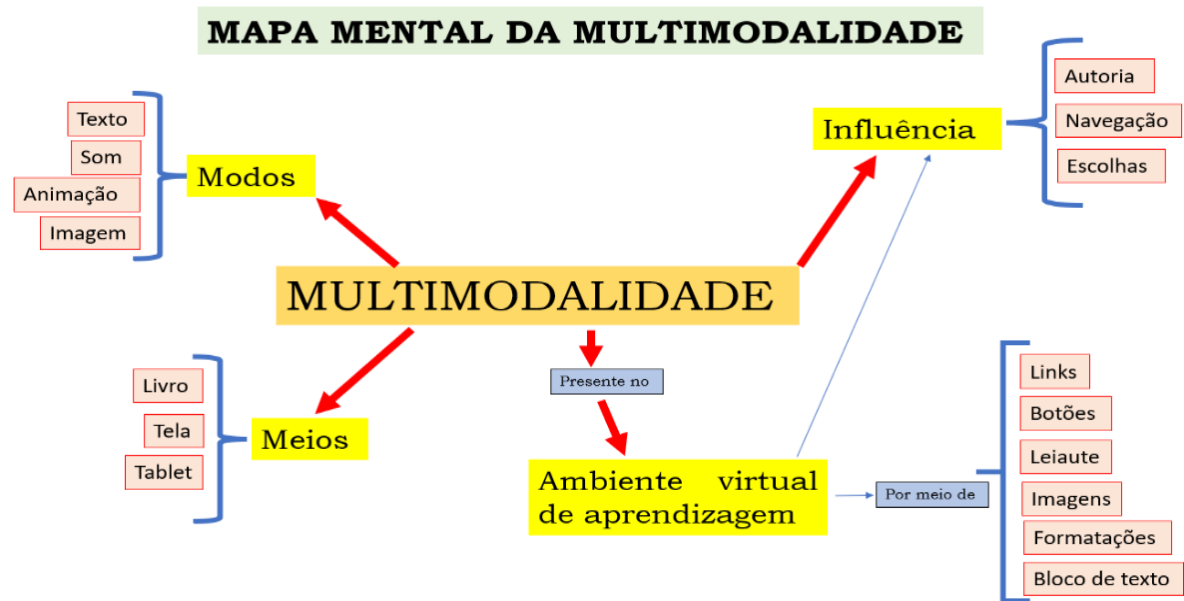 MAPA MENTAL DA MULTIMODALIDADE
Texto
Som
Animação
Imagem
Modos
Influência
Autoria
Navegação
Escolhas
MULTIMODALIDADE
Livro
Tela
Tablet
Meios
Presente no
Ambiente virtual
de aprendizagem
Por meio de
Links
Botões
Leiaute
Imagens
Formatações
Bloco de texto